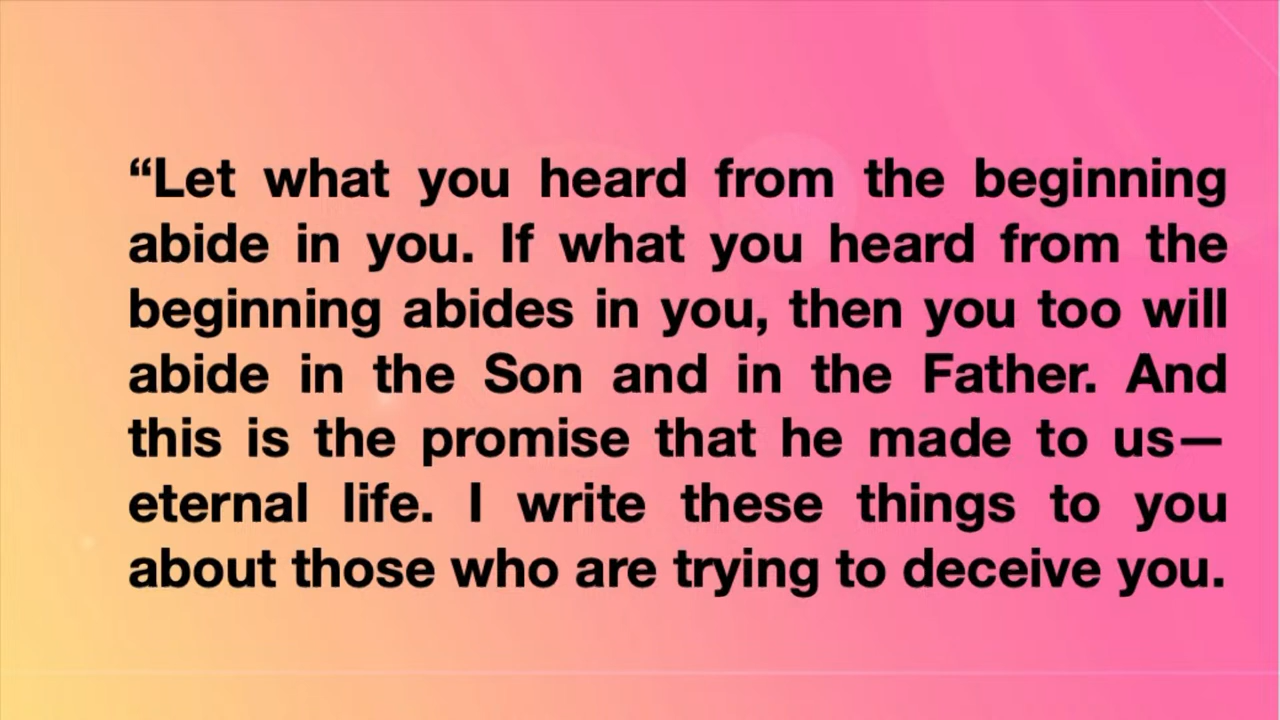 “Let what you heard from the beginning
abide in you. If what you heard from the
beginning abides in you, then you too will
abide in the Son and in the Father. And
this is the promise that he made to us—
eternal life. I write these things to you
about those who are trying to deceive you.